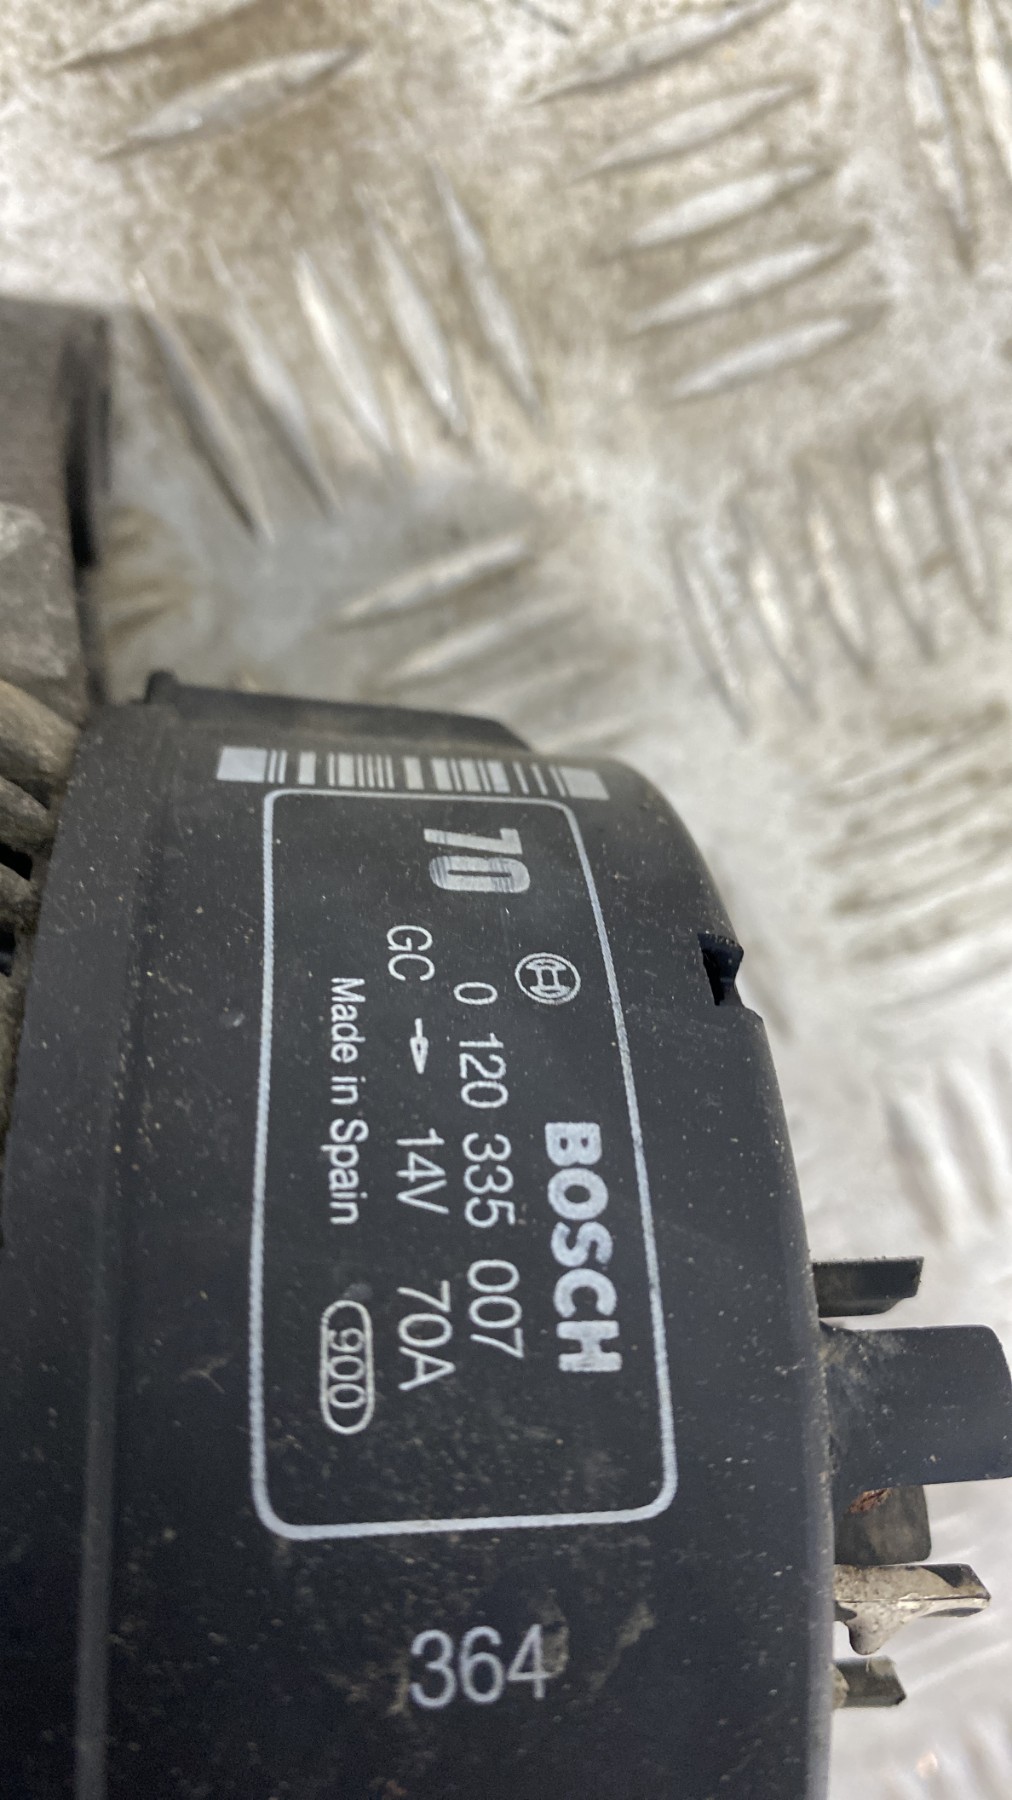 70
BOSCH
0 120 335 007
GC 14V 70A
Made in Spain 900
364